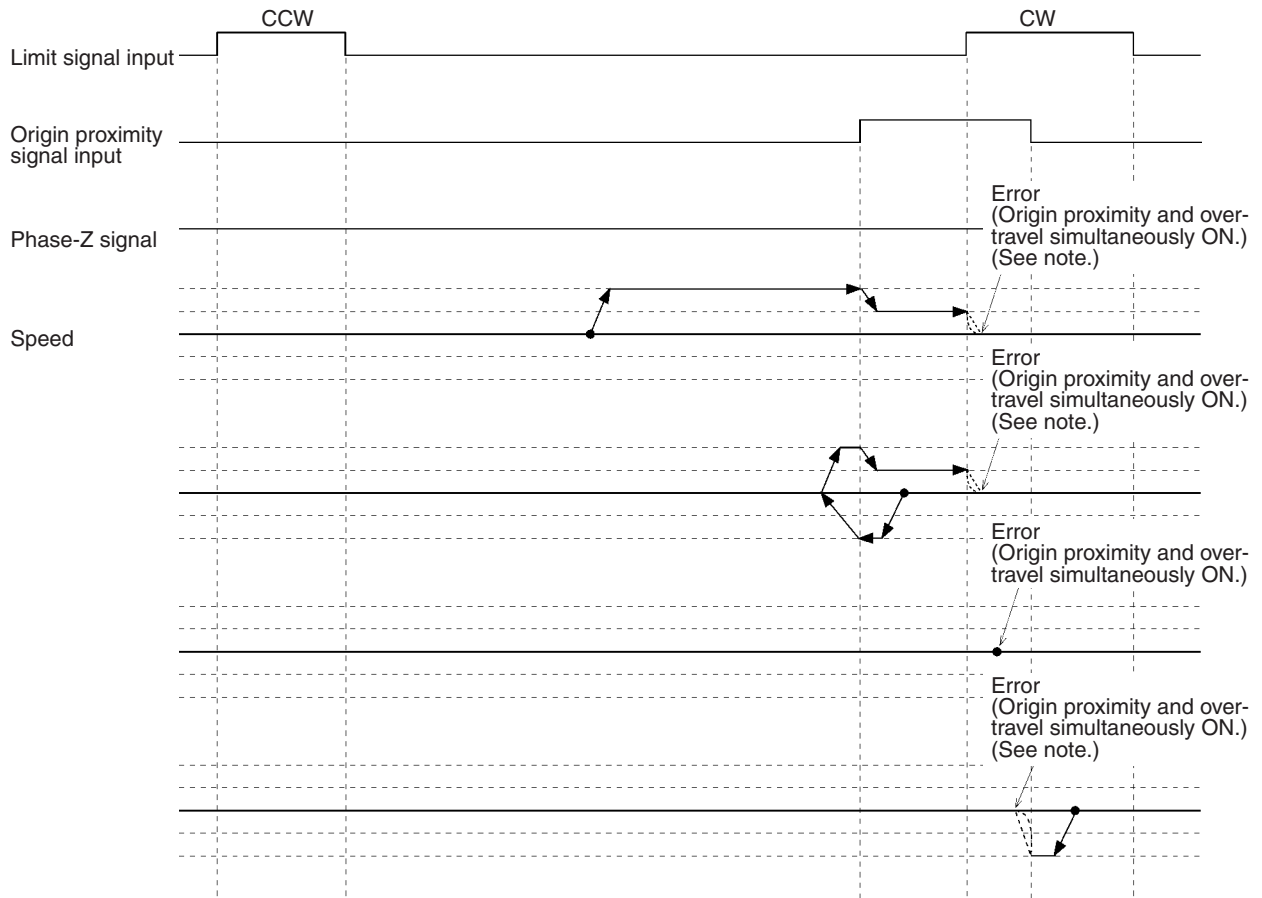 CCW
CW
Limit signal input
Origin proximity
signal input
Phase-Z signal
Error
(Origin proximity and over-
travel simultaneously ON.)
(See note.)
Speed
Error
(Origin proximity and over-
travel simultaneously ON.)
(See note.)
Error
(Origin proximity and over-
travel simultaneously ON.)
Error
(Origin proximity and over-
travel simultaneously ON.)
(See note.)